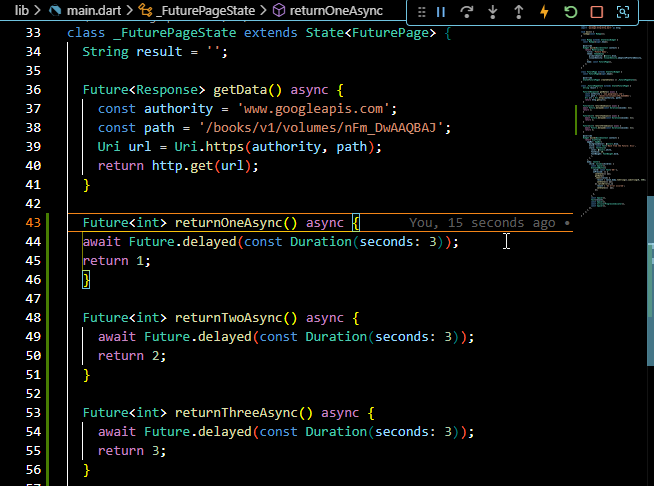 lib > main.dart > _FuturePageState > returnOneAsync
33 class _FuturePageState extends State<FuturePage> {
34 String result = '';
35
36 Future<Response> getData() async {
37 const authority = 'www.googleapis.com';
38 const path = '/books/v1/volumes/nFm_DwAAQBAJ';
39 Uri url = Uri.https(authority, path);
40 return http.get(url);
41 }
42
43 Future<int> returnOneAsync() async { You, 15 seconds ago •
44 await Future.delayed(const Duration(seconds: 3));
45 return 1;
46 }
47
48 Future<int> returnTwoAsync() async {
49 await Future.delayed(const Duration(seconds: 3));
50 return 2;
51 }
52
53 Future<int> returnThreeAsync() async {
54 await Future.delayed(const Duration(seconds: 3));
55 return 3;
56 }
57